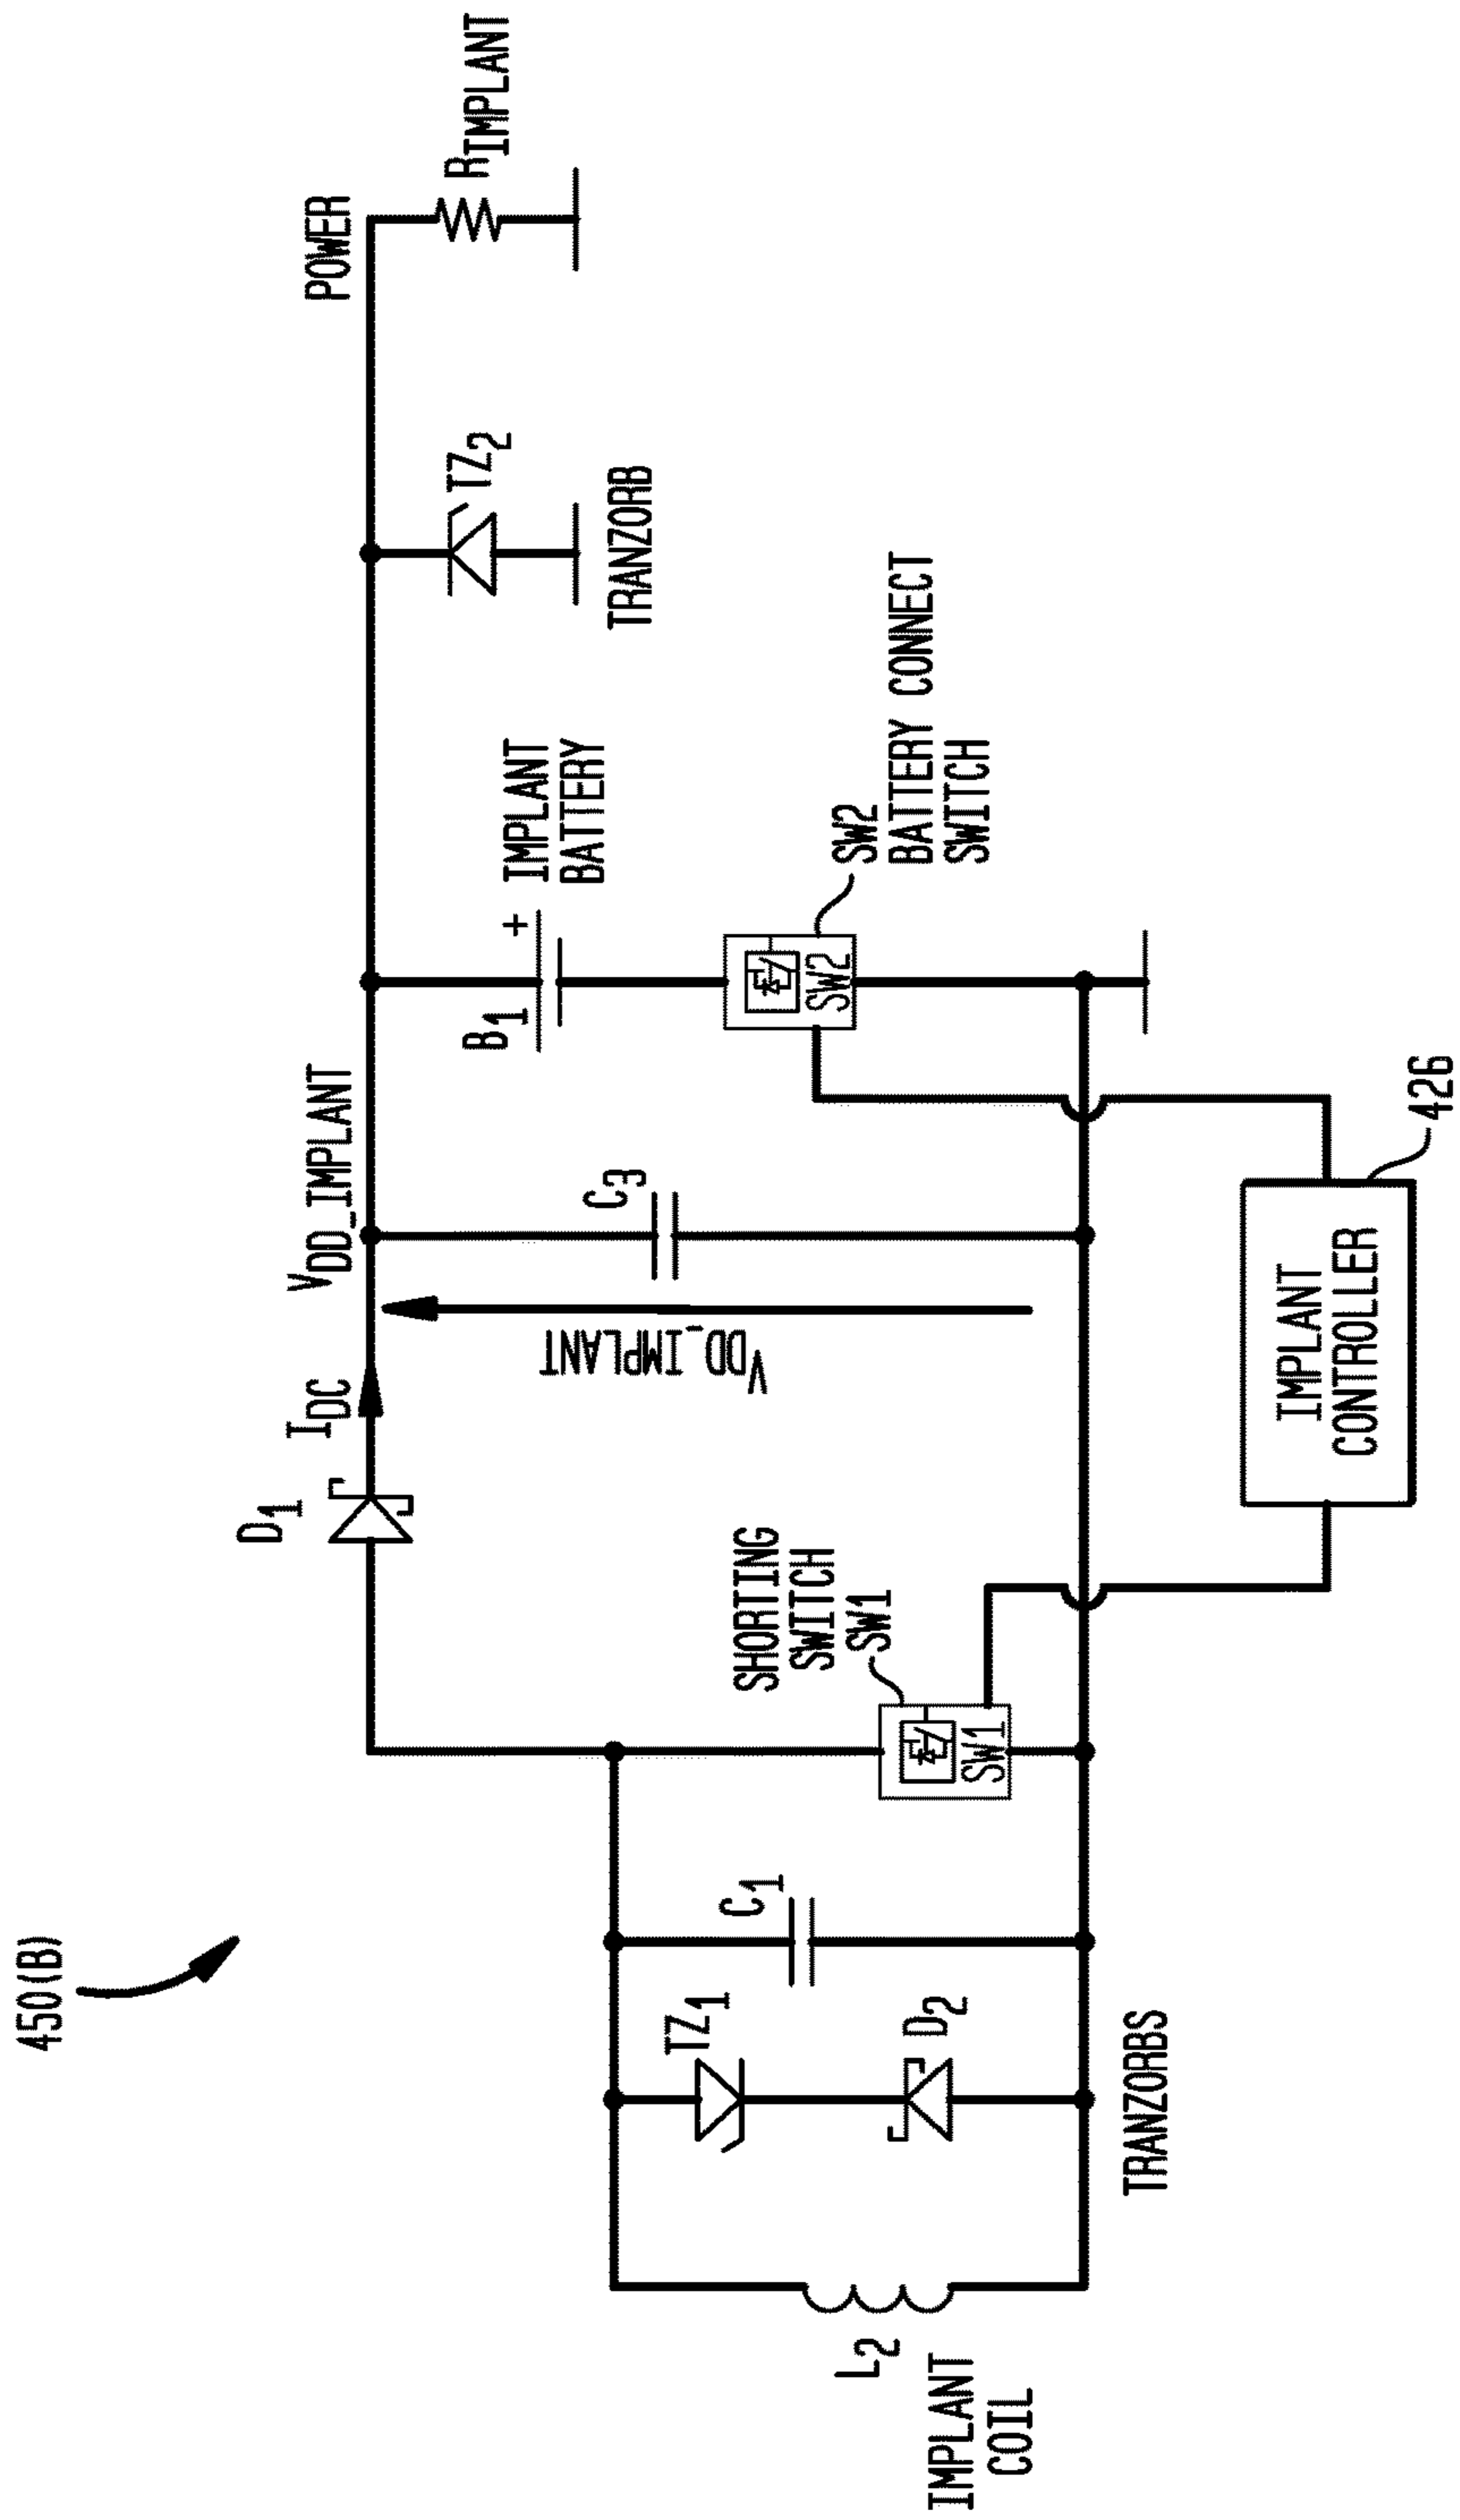 450(B)
D1
IDC
VDD_IMPLANT
POWER
B1
+
IMPLANT
BATTERY
TZ2
TRANZORB
RIMPLANT
VDD_IMPLANT
C3
TZ1
C1
D2
SHORTING
SWITCH
SW1
SW1
SW2
SW2
BATTERY CONNECT
SWITCH
L2
IMPLANT
COIL
TRANZORBS
IMPLANT
CONTROLLER
426